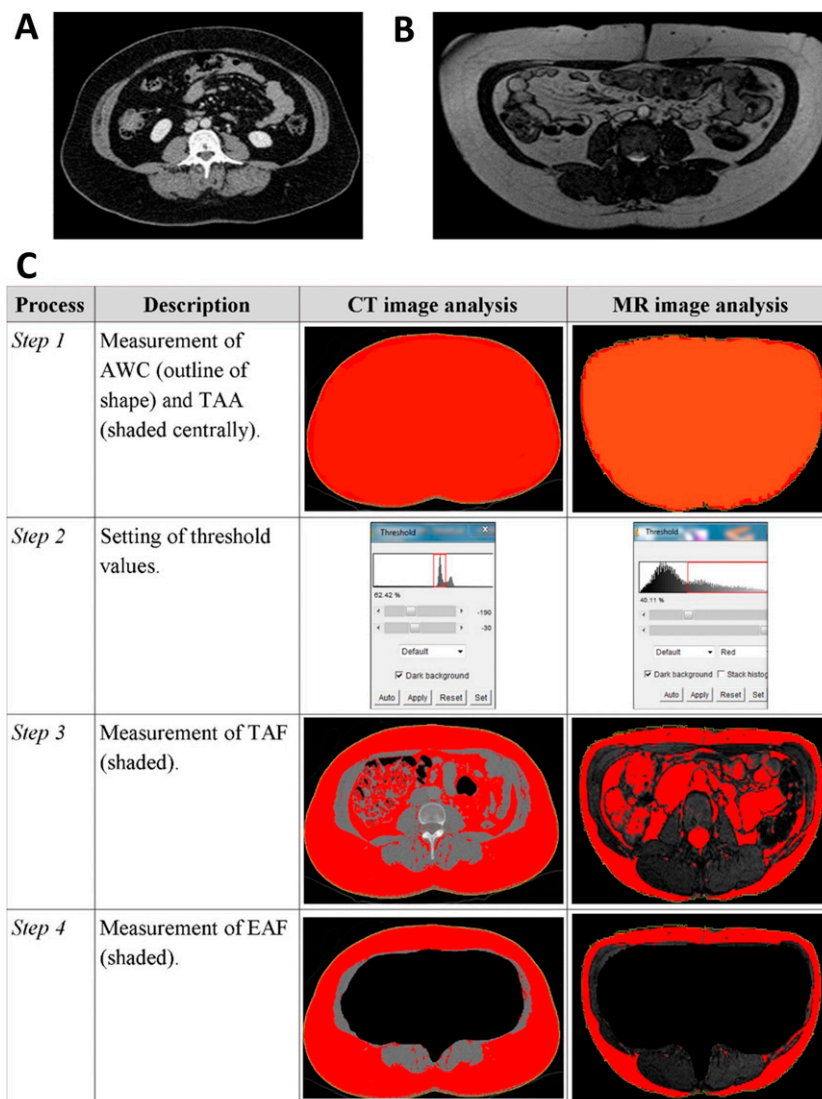 A
B
C
Process
Description
CT image analysis
MR image analysis
Step 1
Measurement of
AWC (outline of
shape) and TAA
(shaded centrally).
Step 2
Setting of threshold
values.
Threshold
62.42 %
-190
-30
Default
Dark background
Auto
Apply
Reset
Set
Threshold
40.11 %
Default
Red
Dark background
Stack histog
Auto
Apply
Reset
Set
Step 3
Measurement of TAF
(shaded).
Step 4
Measurement of EAF
(shaded).